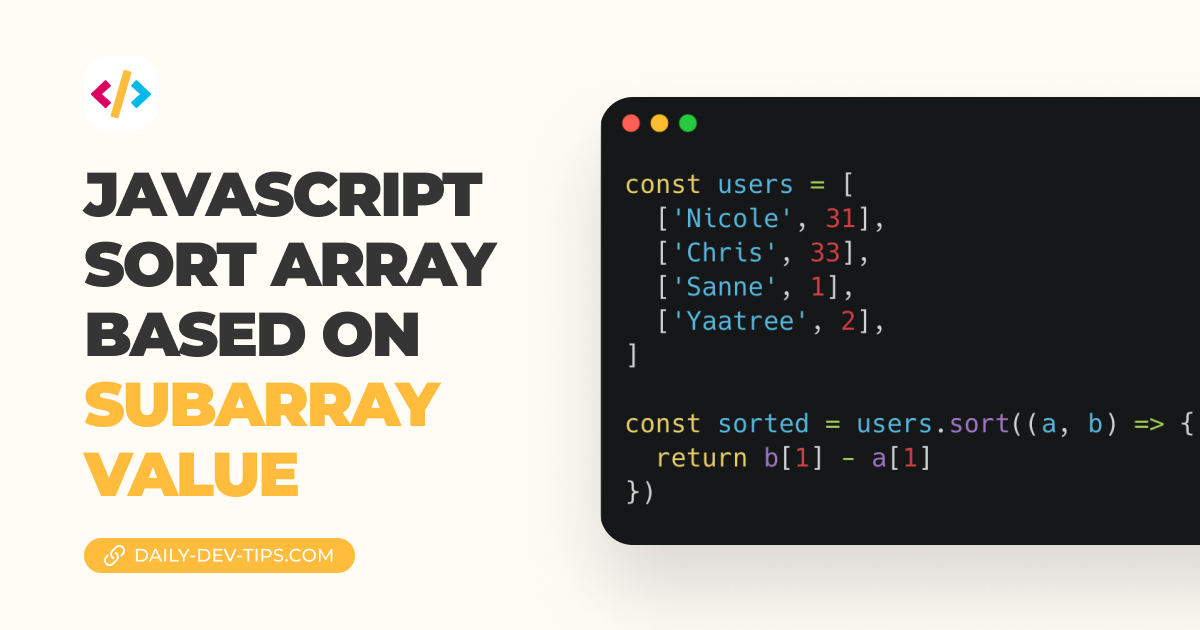 JAVASCRIPT
SORT ARRAY
BASED ON
SUBARRAY
VALUE
DAILY-DEV-TIPS.COM
const users = [
  ['Nicole', 31],
  ['Chris', 33],
  ['Sanne', 1],
  ['Yaatree', 2],
]

const sorted = users.sort((a, b) => {
  return b[1] - a[1]
})